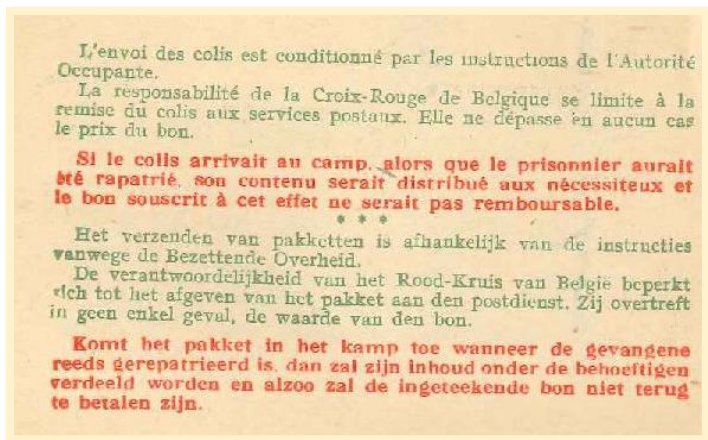 L'envoi des colis est conditionné par les instructions de l'Autorité
Occupante.
La responsabilité de la Croix-Rouge de Belgique se limite à la
remise du colis aux services postaux. Elle ne dépasse en aucun cas
le prix du bon.
Si le colis arrivait au camp, alors que le prisonnier aurait
été rapatrié, son contenu serait distribué aux nécessiteux et
le bon souscrit à cet effet ne serait pas remboursable.
* * *
Het verzenden van pakketten is afhankelijk van de instructies
vanwege de Bezettende Overheid.
De verantwoordelijkheid van het Rood-Kruis van België beperkt
zich tot het afgeven van het pakket aan den postdienst. Zij overtreft
in geen enkel geval, de waarde van den bon.
Komt het pakket in het kamp toe wanneer de gevangene
reeds gerepatrieerd is, dan zal zijn inhoud onder de behoeftigen
verdeeld worden en alzoo zal de ingeteekende bon niet terug
te betalen zijn.